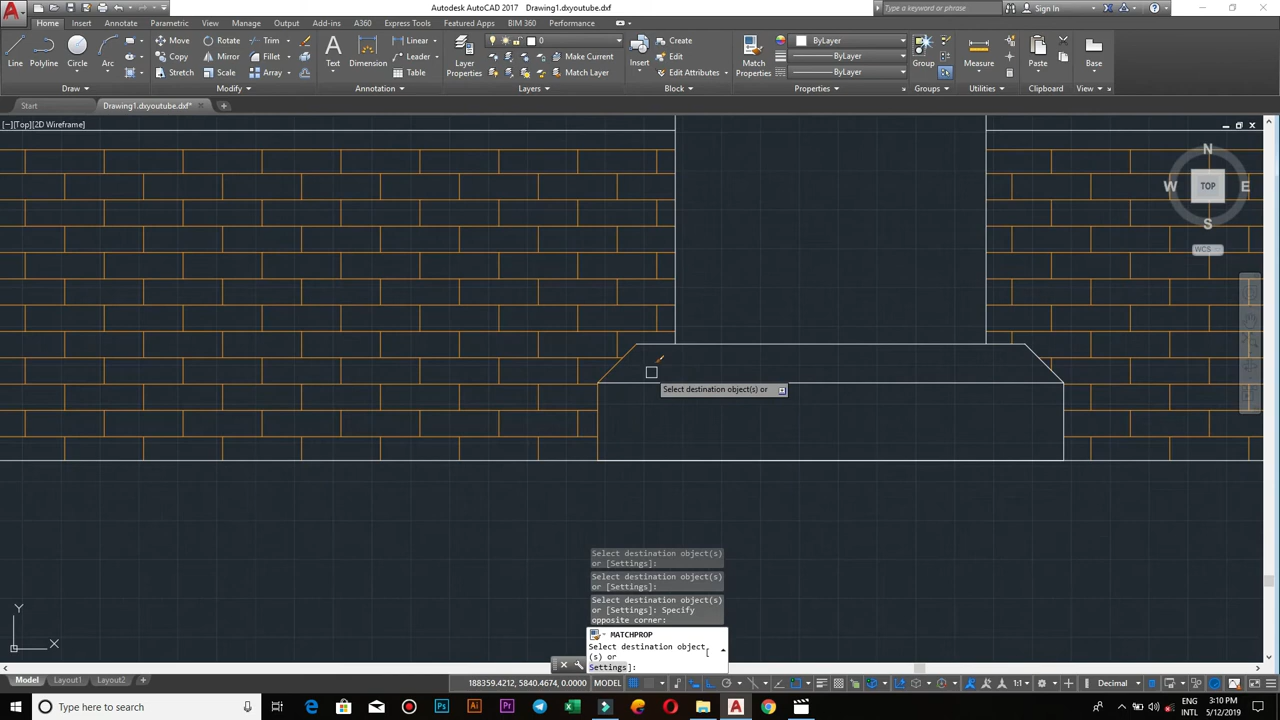 Autodesk AutoCAD 2017 Drawing1.dxyoutube.dxf
Type a keyword or phrase
Sign In
Home Insert Annotate Parametric View Manage Output Add-ins A360 Express Tools Featured Apps BIM 360 Performance
Line Polyline Circle Arc
Move Rotate Trim
Copy Mirror Fillet
Stretch Scale Array
Text Dimension
Linear
Leader
Table
Layer
Properties
0
Make Current
Match Layer
Insert
Create
Edit
Edit Attributes
Match
Properties
ByLayer
ByLayer
ByLayer
Group
Measure
Paste
Base
Draw Modify Annotation Layers Block Properties Groups Utilities Clipboard View
Start Drawing1.dxyoutube.dxf*
[−][Top][2D Wireframe]
N
W TOP E
S
WCS
Select destination object(s) or
Select destination object(s)
or [Settings]:
Select destination object(s)
or [Settings]:
Select destination object(s)
or [Settings]: Specify
opposite corner:
MATCHPROP
Select destination object
(s) or [
Settings]:
Y
X
Model Layout1 Layout2
188359.4212, 5840.4674, 0.0000 MODEL 1:1 Decimal
Type here to search
ENG
INTL
3:10 PM
5/12/2019